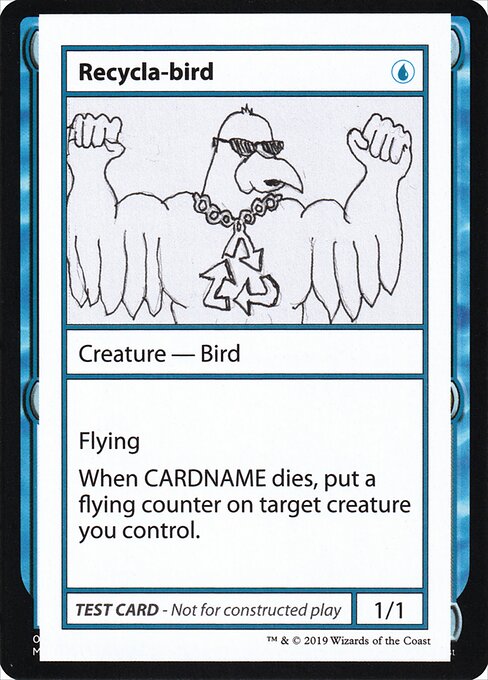 Recycla-bird
Creature — Bird
Flying
When CARDNAME dies, put a
flying counter on target creature
you control.
TEST CARD - Not for constructed play
1/1
™ & © 2019 Wizards of the Coast